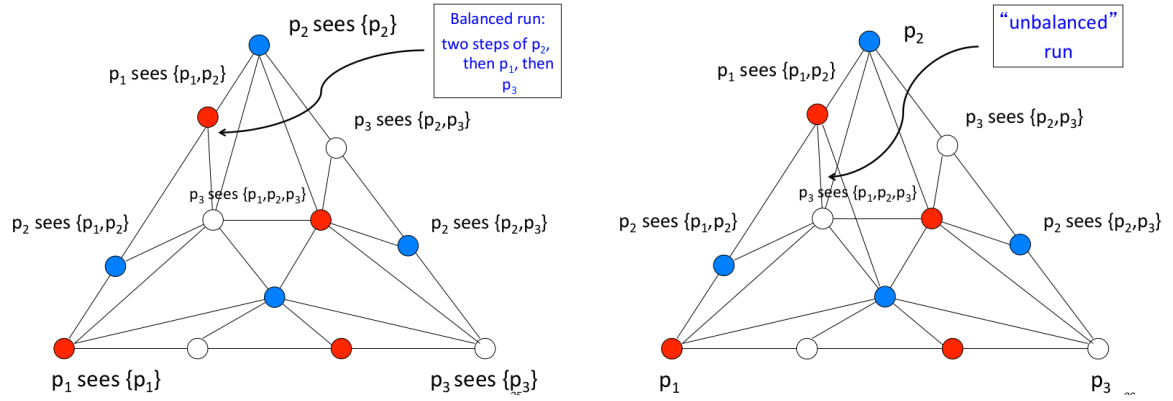 p2 sees {p2}
Balanced run:
two steps of p2,
then p1, then
p3
p1 sees {p1,p2}
p3 sees {p2,p3}
p3 sees {p1,p2,p3}
p2 sees {p1,p2}
p2 sees {p2,p3}
p1 sees {p1}
p3 sees {p3}
p2
“unbalanced”
run
p1 sees {p1,p2}
p3 sees {p2,p3}
p3 sees {p1,p2,p3}
p2 sees {p1,p2}
p2 sees {p2,p3}
p1
p3